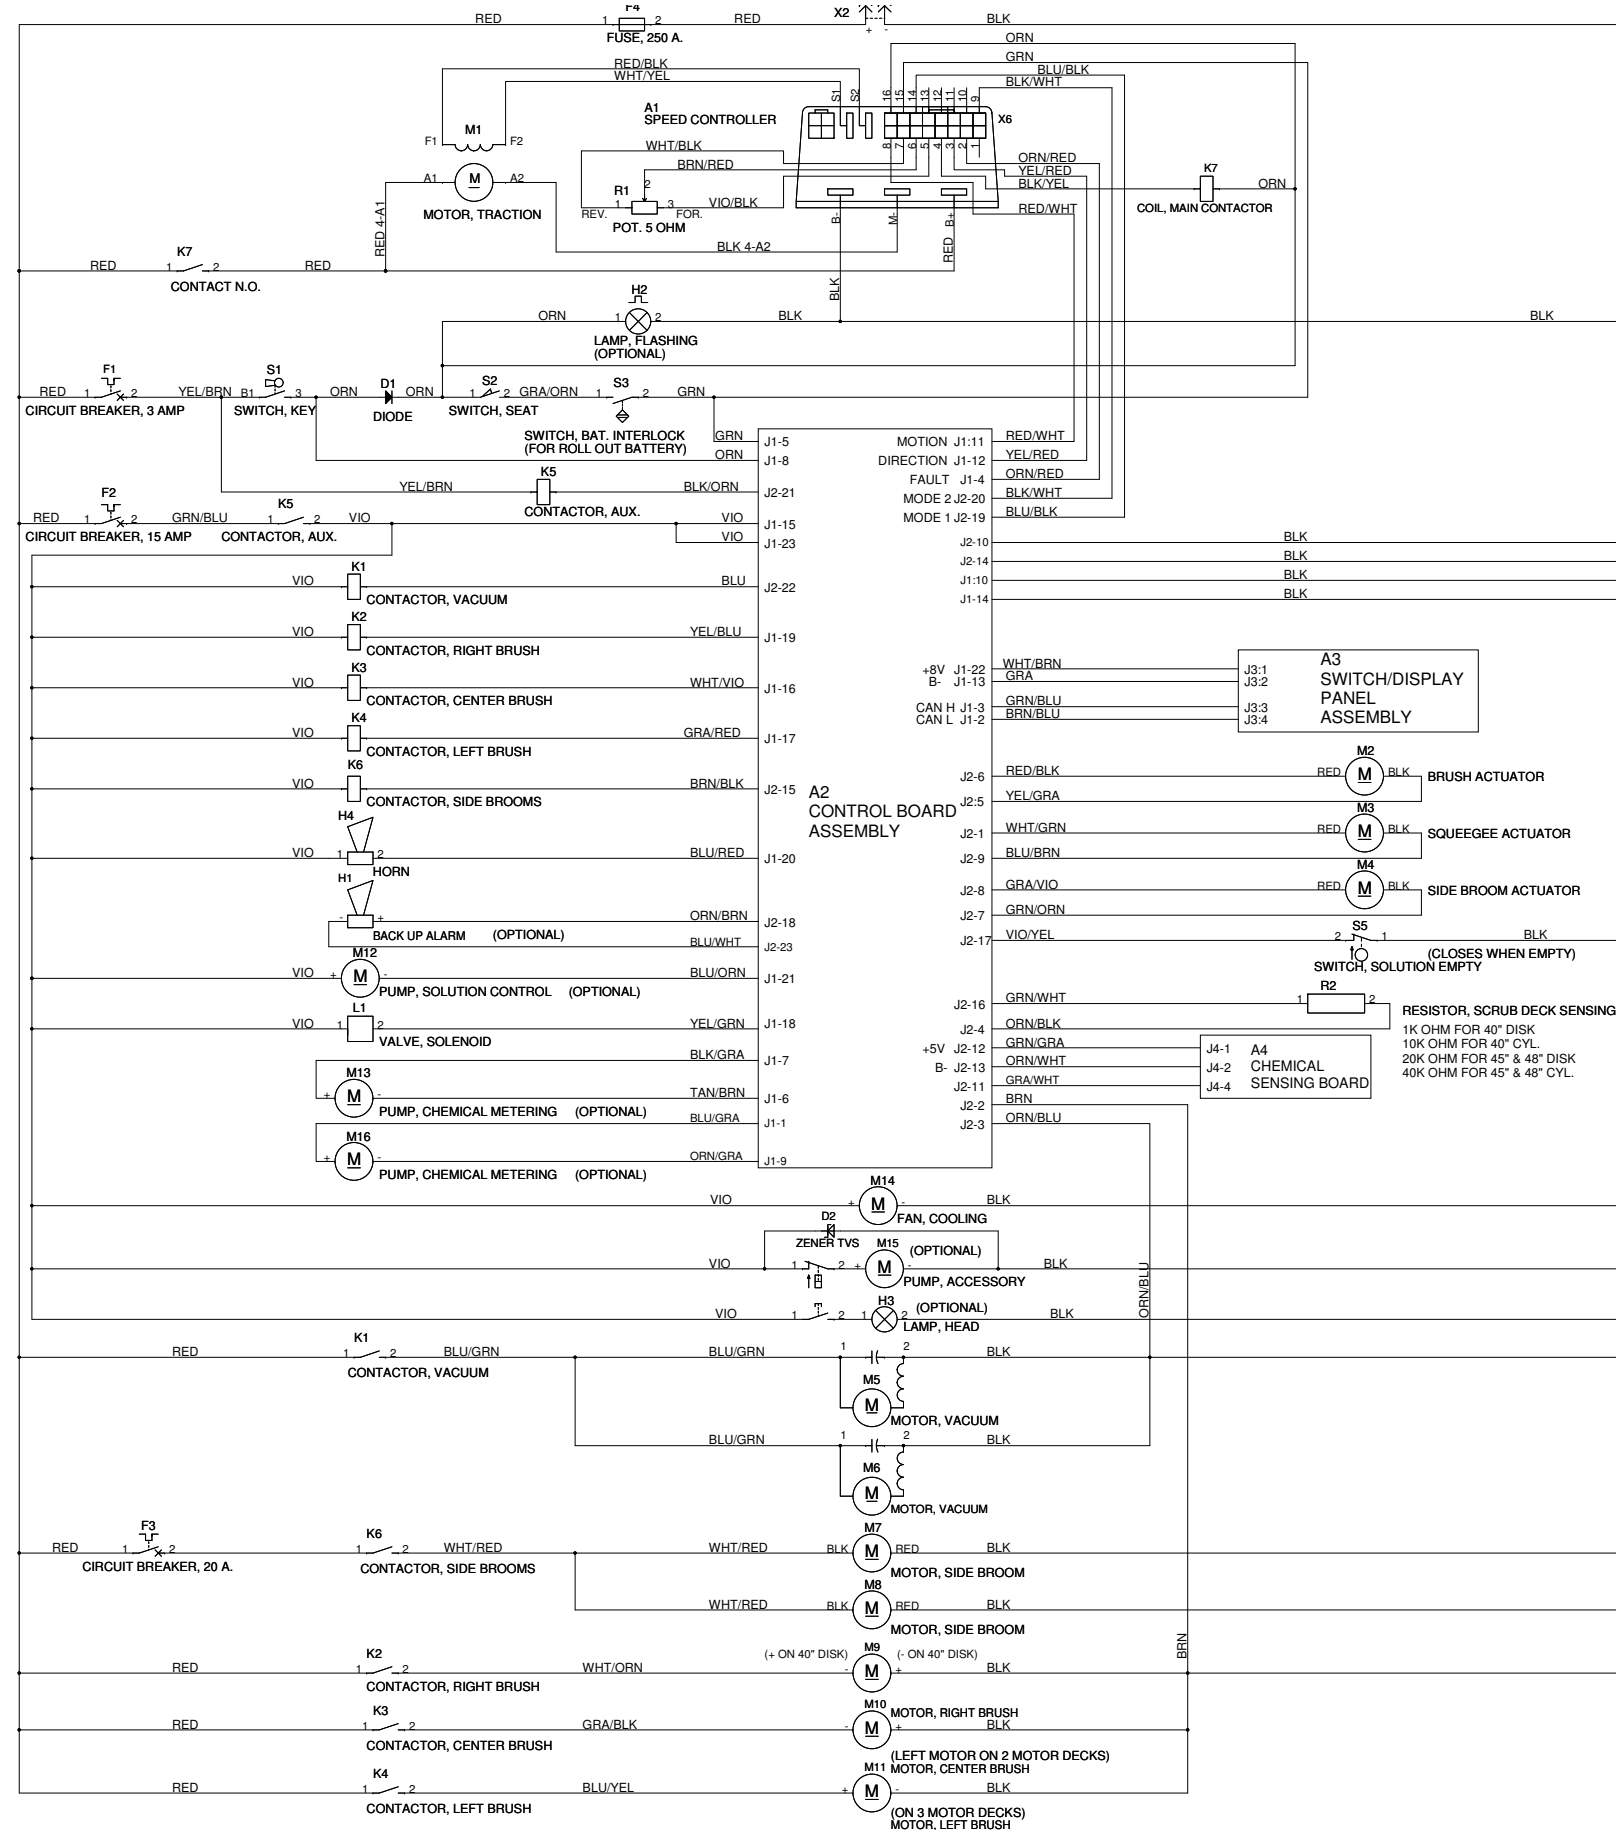 RED 1 F4 2 RED X2 BLK
FUSE, 250 A. + -
ORN
GRN
RED/BLK BLU/BLK
WHT/YEL BLK/WHT
S1 S2 16 15 14 13 12 11 10 9
A1
SPEED CONTROLLER X6
M1
F1 F2
8 7 6 5 4 3 2 1
WHT/BLK ORN/RED
BRN/RED YEL/RED
A1 M A2 BLK/YEL K7 ORN
MOTOR, TRACTION COIL, MAIN CONTACTOR
R1 2
REV. 1 3 FOR. VIO/BLK RED/WHT
POT. 5 OHM
RED 4-A1
B- M- B+
BLK 4-A2 RED
K7
RED 1 2 RED
CONTACT N.O.
BLK
H2
ORN 1 2 BLK BLK
LAMP, FLASHING
(OPTIONAL)
F1 S1 D1 S2 S3
RED 1 2 YEL/BRN B1 3 ORN ORN 1 2 GRA/ORN 1 2 GRN
CIRCUIT BREAKER, 3 AMP SWITCH, KEY DIODE SWITCH, SEAT
SWITCH, BAT. INTERLOCK
(FOR ROLL OUT BATTERY)
GRN J1-5 MOTION J1:11 RED/WHT
ORN J1-8 DIRECTION J1-12 YEL/RED
FAULT J1-4 ORN/RED
K5
YEL/BRN BLK/ORN J2-21 MODE 2 J2-20 BLK/WHT
CONTACTOR, AUX.
MODE 1 J2-19 BLU/BLK
F2 K5
RED 1 2 GRN/BLU 1 2 VIO VIO J1-15
CIRCUIT BREAKER, 15 AMP CONTACTOR, AUX.
VIO J1-23 J2-10 BLK
J2-14 BLK
J1:10 BLK
J1-14 BLK
K1
VIO BLU J2-22
CONTACTOR, VACUUM
K2
VIO YEL/BLU J1-19
CONTACTOR, RIGHT BRUSH
K3
VIO WHT/VIO J1-16
CONTACTOR, CENTER BRUSH
K4
VIO GRA/RED J1-17
CONTACTOR, LEFT BRUSH
K6
VIO BRN/BLK J2-15
CONTACTOR, SIDE BROOMS
A2
CONTROL BOARD
ASSEMBLY
+8V J1-22 WHT/BRN J3:1
B- J1-13 GRA J3:2
CAN H J1-3 GRN/BLU J3:3
CAN L J1-2 BRN/BLU J3:4
A3
SWITCH/DISPLAY
PANEL
ASSEMBLY
M2
J2-6 RED/BLK RED M BLK BRUSH ACTUATOR
J2:5 YEL/GRA
M3
J2-1 WHT/GRN RED M BLK SQUEEGEE ACTUATOR
J2-9 BLU/BRN
M4
J2-8 GRA/VIO RED M BLK SIDE BROOM ACTUATOR
J2-7 GRN/ORN
S5
J2-17 VIO/YEL 2 1 BLK
(CLOSES WHEN EMPTY)
SWITCH, SOLUTION EMPTY
H4
VIO 1 2 BLU/RED J1-20
HORN
H1
- + ORN/BRN J2-18
BACK UP ALARM (OPTIONAL)
BLU/WHT J2-23
M12
VIO + M - BLU/ORN J1-21
PUMP, SOLUTION CONTROL (OPTIONAL)
L1
VIO 1 2 YEL/GRN J1-18
VALVE, SOLENOID
BLK/GRA J1-7
M13
+ M - TAN/BRN J1-6
PUMP, CHEMICAL METERING (OPTIONAL)
BLU/GRA J1-1
M16
+ M - ORN/GRA J1-9
PUMP, CHEMICAL METERING (OPTIONAL)
R2
J2-16 GRN/WHT 1 2
J2-4 ORN/BLK
RESISTOR, SCRUB DECK SENSING
1K OHM FOR 40" DISK
10K OHM FOR 40" CYL.
20K OHM FOR 45" & 48" DISK
40K OHM FOR 45" & 48" CYL.
+5V J2-12 GRN/GRA J4-1
B- J2-13 ORN/WHT J4-2
J2-11 GRA/WHT J4-4
A4
CHEMICAL
SENSING BOARD
J2-2 BRN
J2-3 ORN/BLU
M14
VIO + M - BLK
FAN, COOLING
D2
ZENER TVS
M15 (OPTIONAL)
VIO 1 2 + M - BLK
PUMP, ACCESSORY
ORN/BLU
H3 (OPTIONAL)
VIO 1 2 1 2 BLK
LAMP, HEAD
K1
RED 1 2 BLU/GRN BLU/GRN 1 2 BLK
CONTACTOR, VACUUM
M5
M
MOTOR, VACUUM
BLU/GRN 1 2 BLK
M6
M
MOTOR, VACUUM
F3 K6 M7
RED 1 2 1 2 WHT/RED WHT/RED BLK M RED BLK
CIRCUIT BREAKER, 20 A. CONTACTOR, SIDE BROOMS MOTOR, SIDE BROOM
M8
WHT/RED BLK M RED BLK
MOTOR, SIDE BROOM
BRN
K2 (+ ON 40" DISK) M9 (- ON 40" DISK)
RED 1 2 WHT/ORN - M + BLK
CONTACTOR, RIGHT BRUSH
M10 MOTOR, RIGHT BRUSH
K3
RED 1 2 GRA/BLK - M + BLK
CONTACTOR, CENTER BRUSH
(LEFT MOTOR ON 2 MOTOR DECKS)
M11 MOTOR, CENTER BRUSH
K4
RED 1 2 BLU/YEL + M - BLK
CONTACTOR, LEFT BRUSH
(ON 3 MOTOR DECKS)
MOTOR, LEFT BRUSH